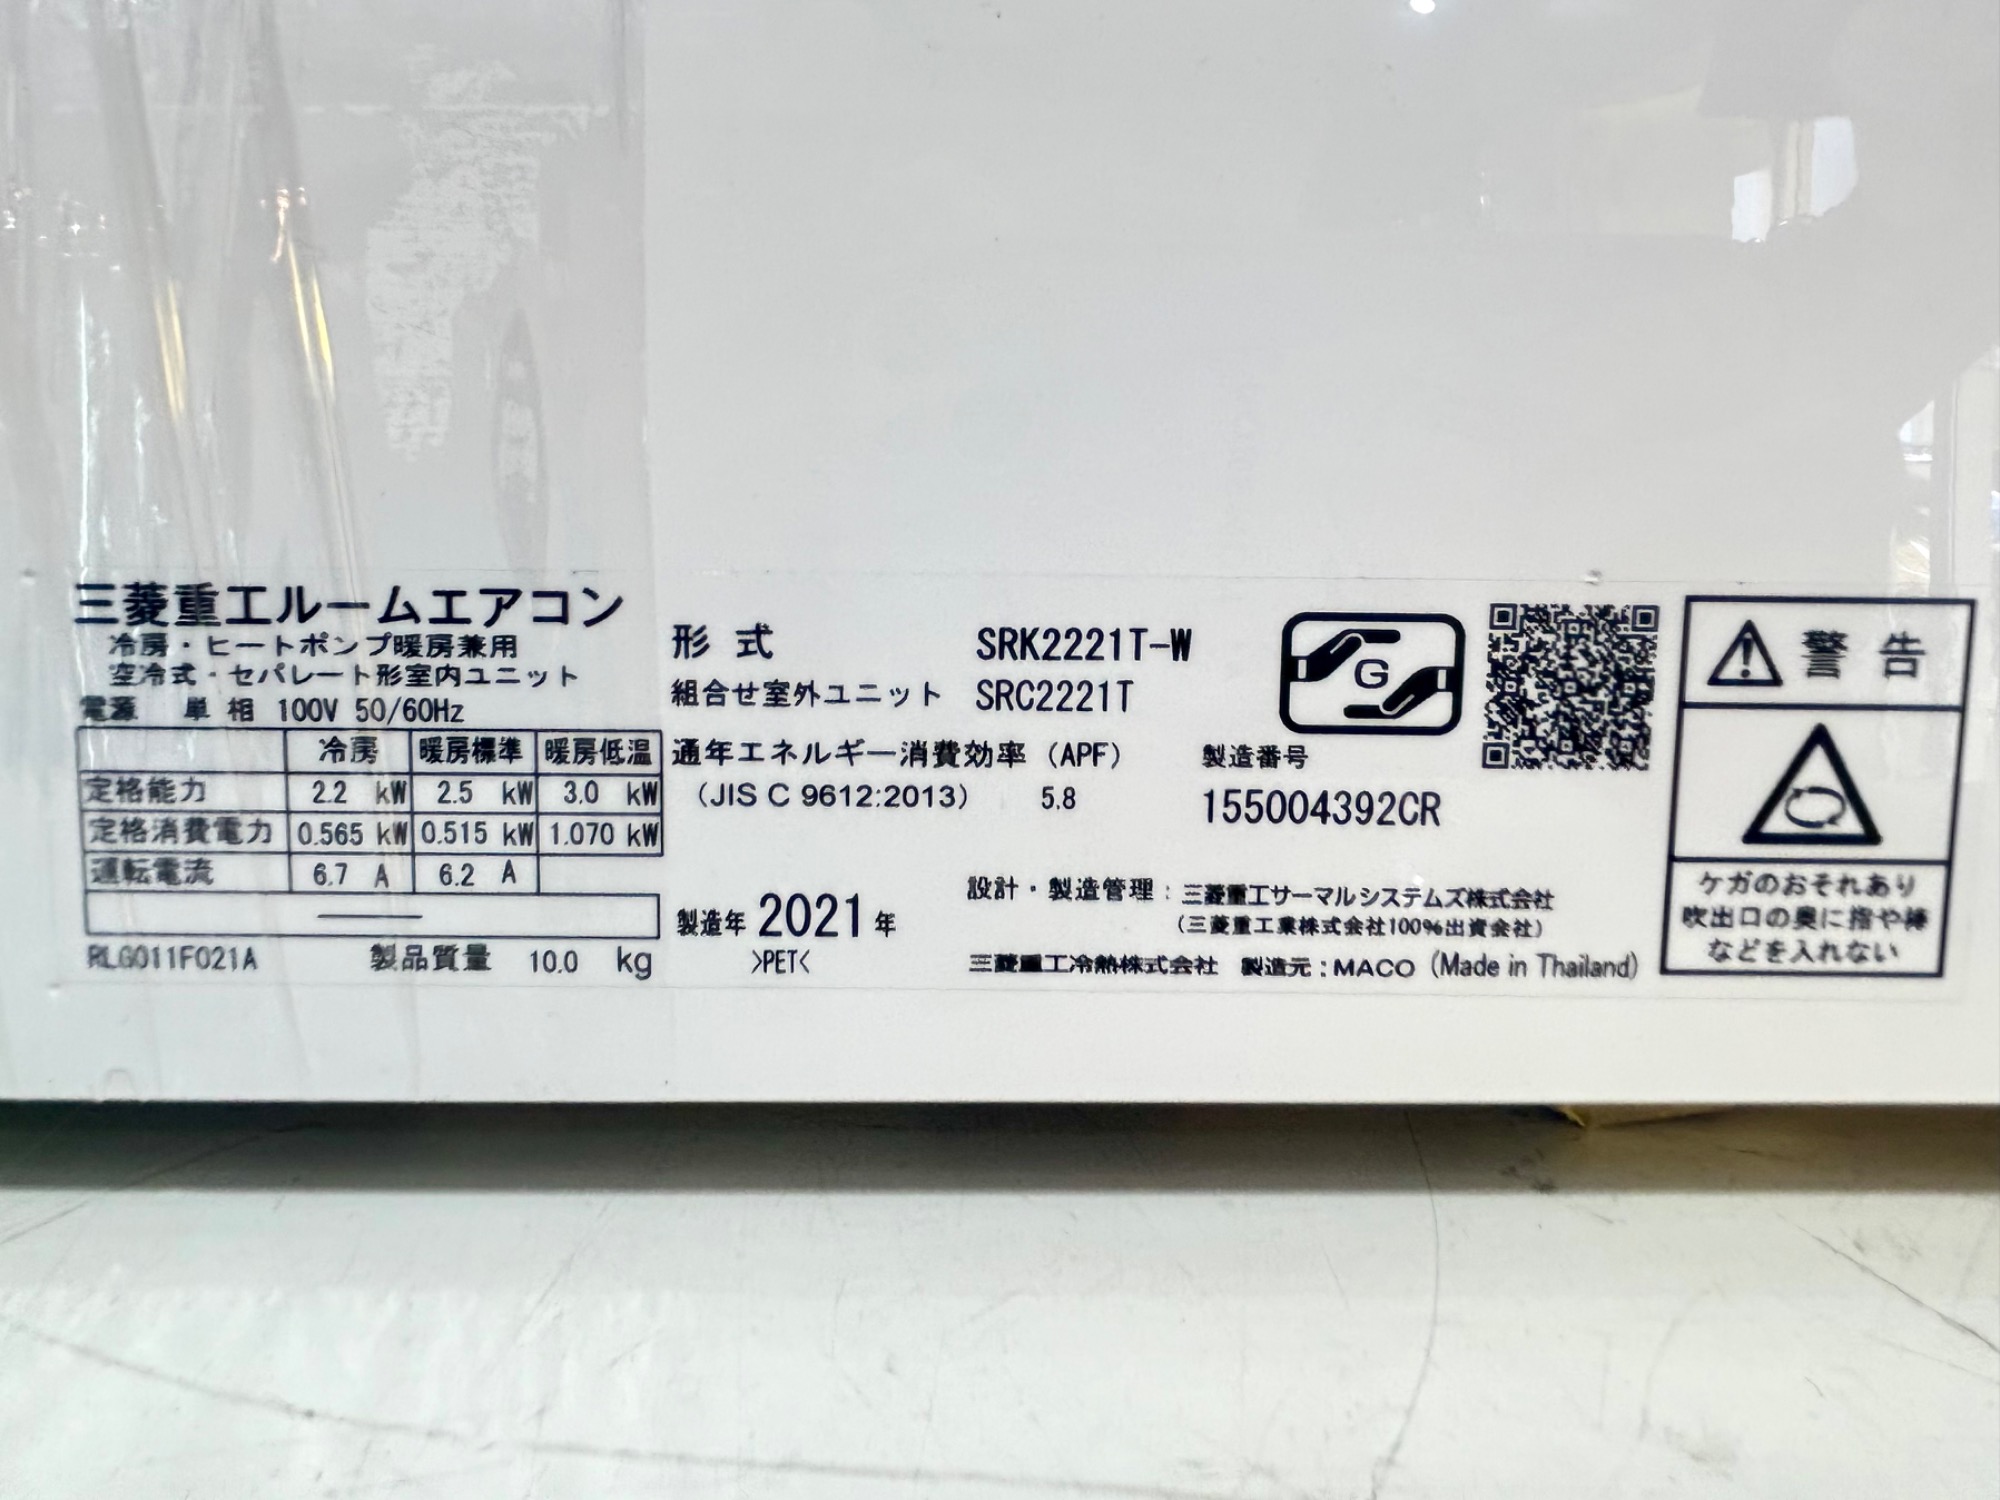 三菱重工ルームエアコン
冷房・ヒートポンプ暖房兼用
空冷式・セパレート形室内ユニット
電源 単相 100V 50/60Hz
冷房 暖房標準 暖房低温
定格能力 2.2 kW 2.5 kW 3.0 kW
定格消費電力 0.565 kW 0.515 kW 1.070 kW
運転電流 6.7 A 6.2 A
RLG011F021A 製品質量 10.0 kg
形式 SRK2221T-W
組合せ室外ユニット SRC2221T
通年エネルギー消費効率 (APF)
(JIS C 9612:2013) 5.8
製造年 2021年
>PET<
G
製造番号
155004392CR
設計・製造管理:三菱重工サーマルシステムズ株式会社
(三菱重工業株式会社100%出資会社)
三菱重工冷熱株式会社 製造元:MACO (Made in Thailand)
警告
ケガのおそれあり
吹出口の奥に指や棒
などを入れない